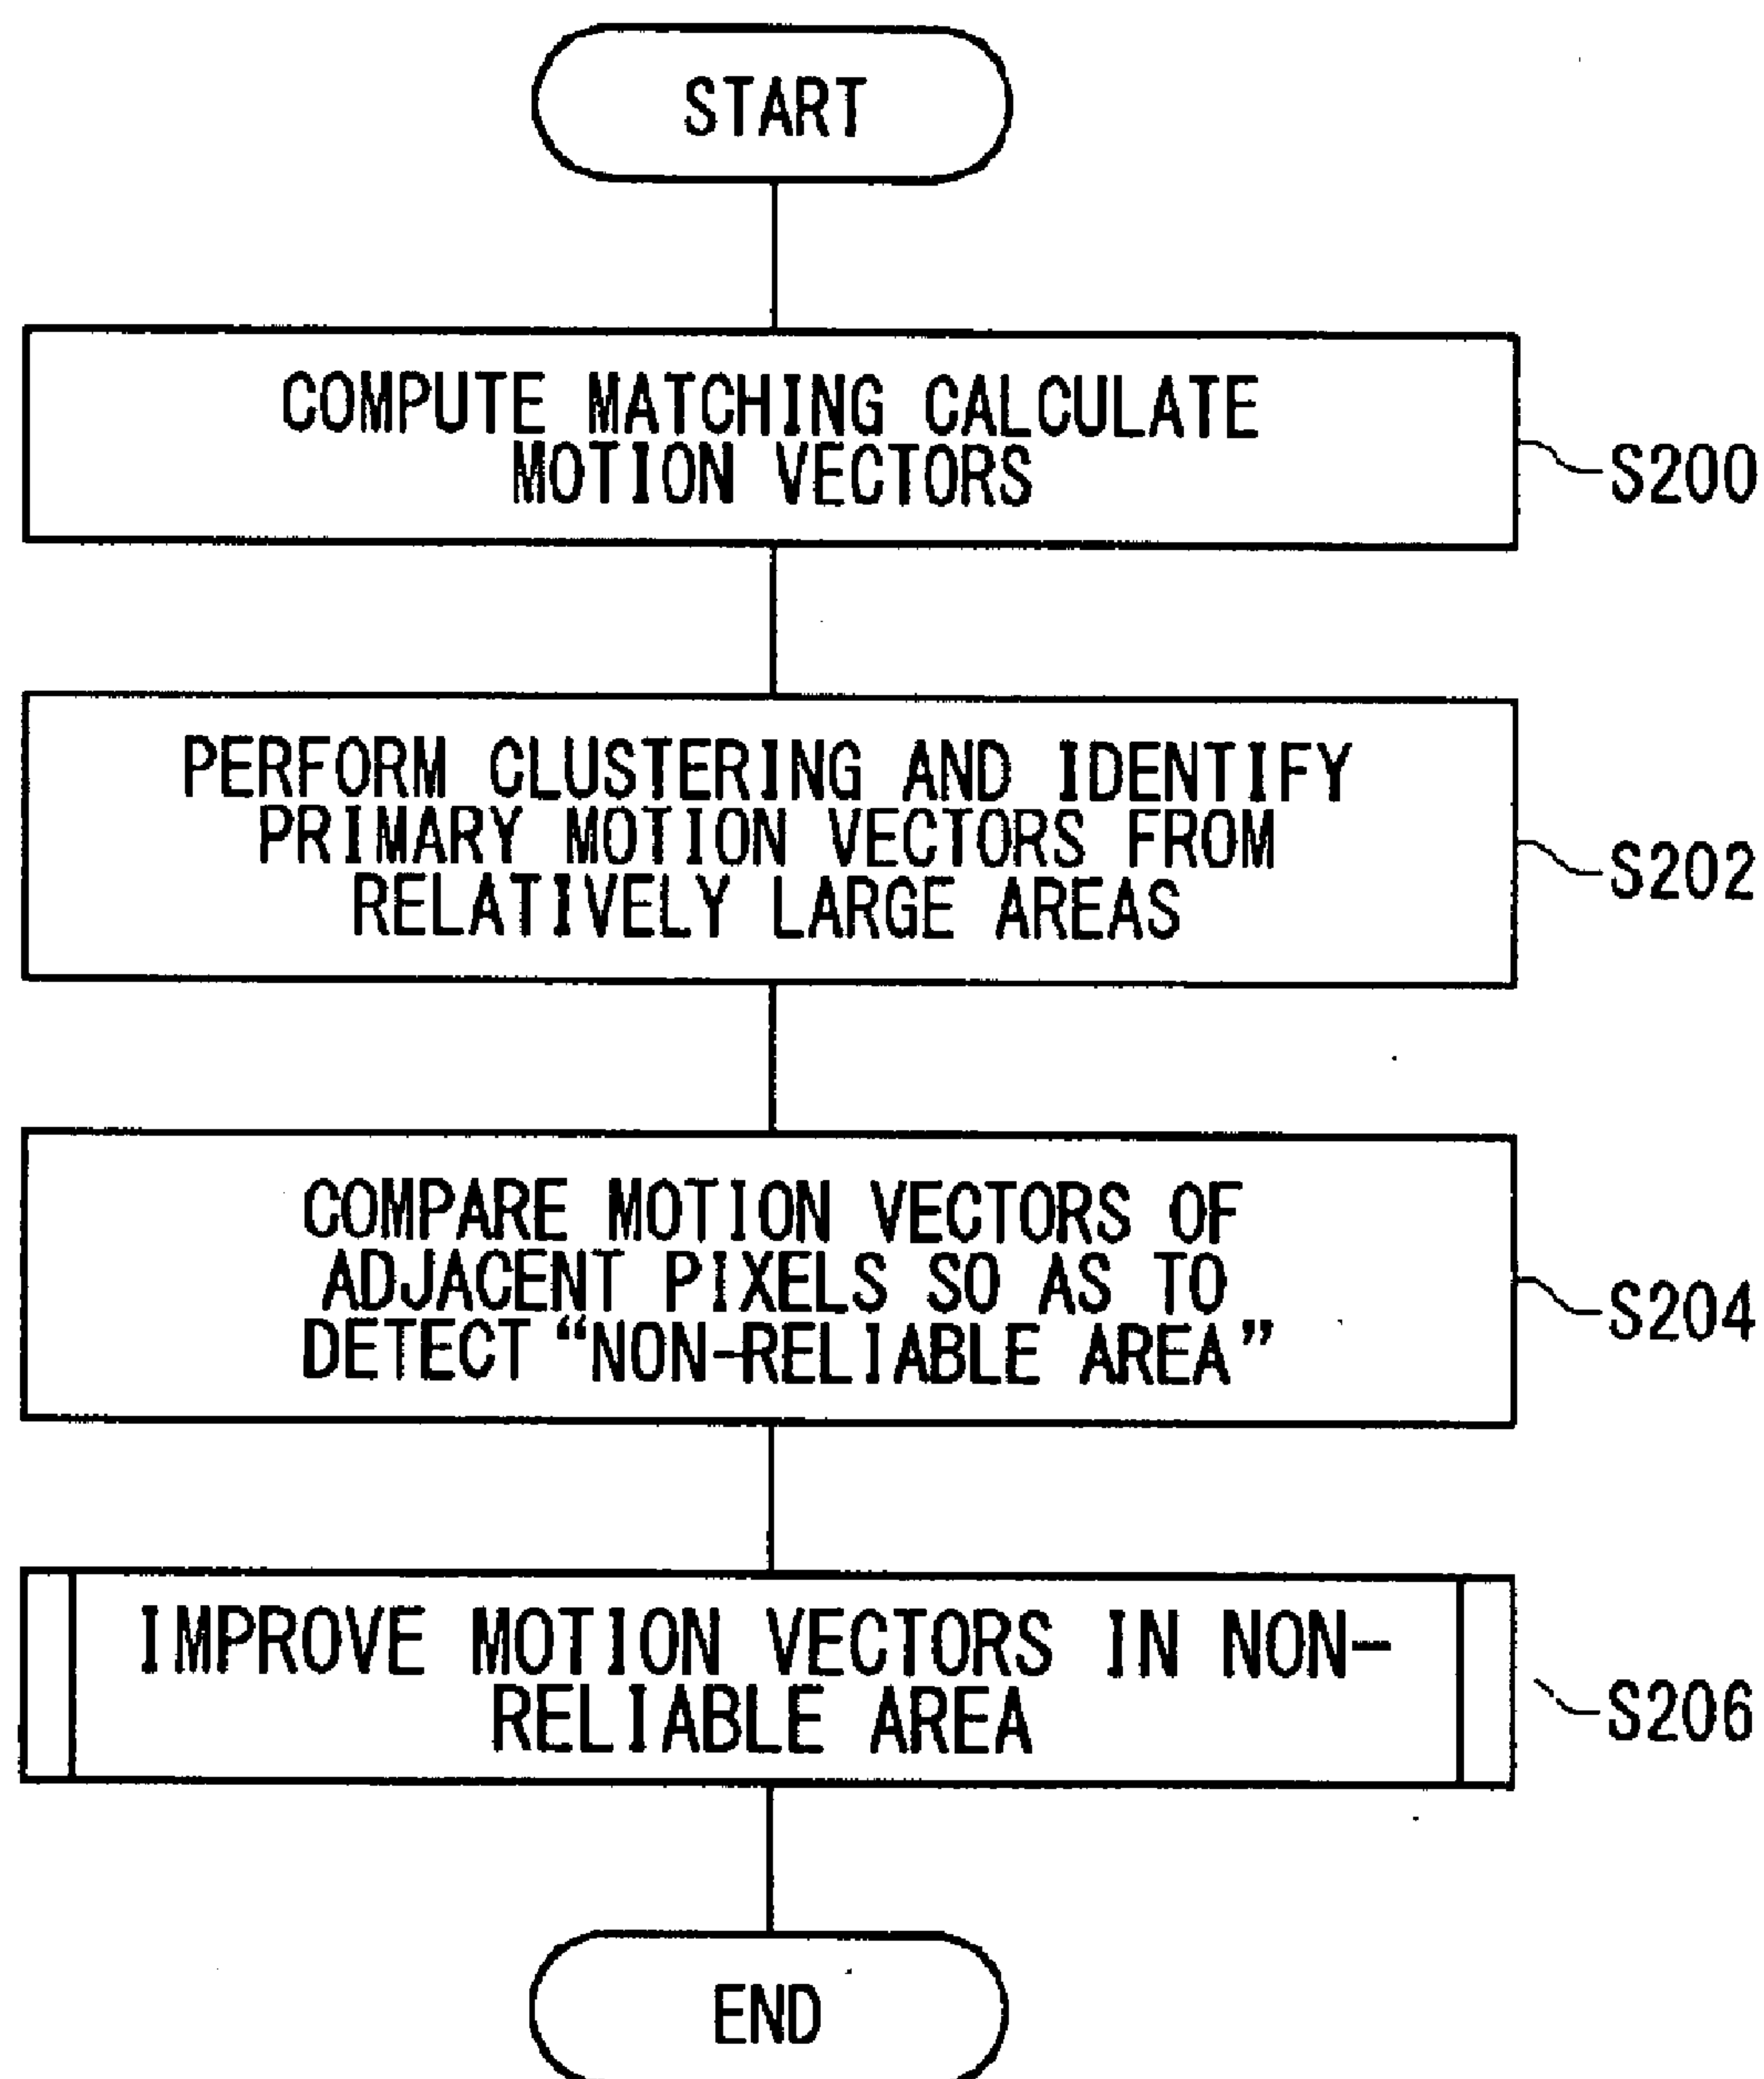 START
COMPUTE MATCHING CALCULATE
MOTION VECTORS
S200
PERFORM CLUSTERING AND IDENTIFY
PRIMARY MOTION VECTORS FROM
RELATIVELY LARGE AREAS
S202
COMPARE MOTION VECTORS OF
ADJACENT PIXELS SO AS TO
DETECT “NON-RELIABLE AREA”
S204
IMPROVE MOTION VECTORS IN NON-
RELIABLE AREA
S206
END